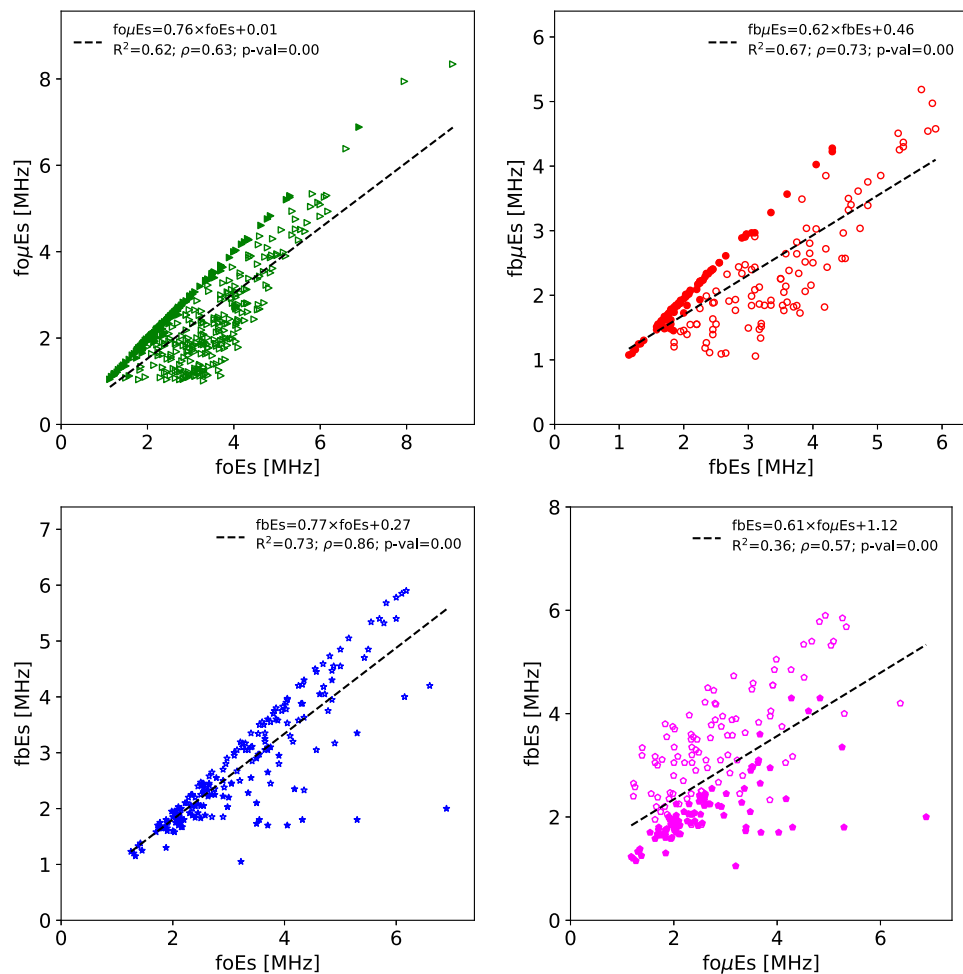 foμEs=0.76×foEs+0.01
R²=0.62; ρ=0.63; p-val=0.00
8
6
4
2
0
foμEs [MHz]
0 2 4 6 8
foEs [MHz]
fbμEs=0.62×fbEs+0.46
R²=0.67; ρ=0.73; p-val=0.00
6
5
4
3
2
1
0
fbμEs [MHz]
0 1 2 3 4 5 6
fbEs [MHz]
fbEs=0.77×foEs+0.27
R²=0.73; ρ=0.86; p-val=0.00
7
6
5
4
3
2
1
0
fbEs [MHz]
0 2 4 6
foEs [MHz]
fbEs=0.61×foμEs+1.12
R²=0.36; ρ=0.57; p-val=0.00
8
6
4
2
0
fbEs [MHz]
0 2 4 6
foμEs [MHz]